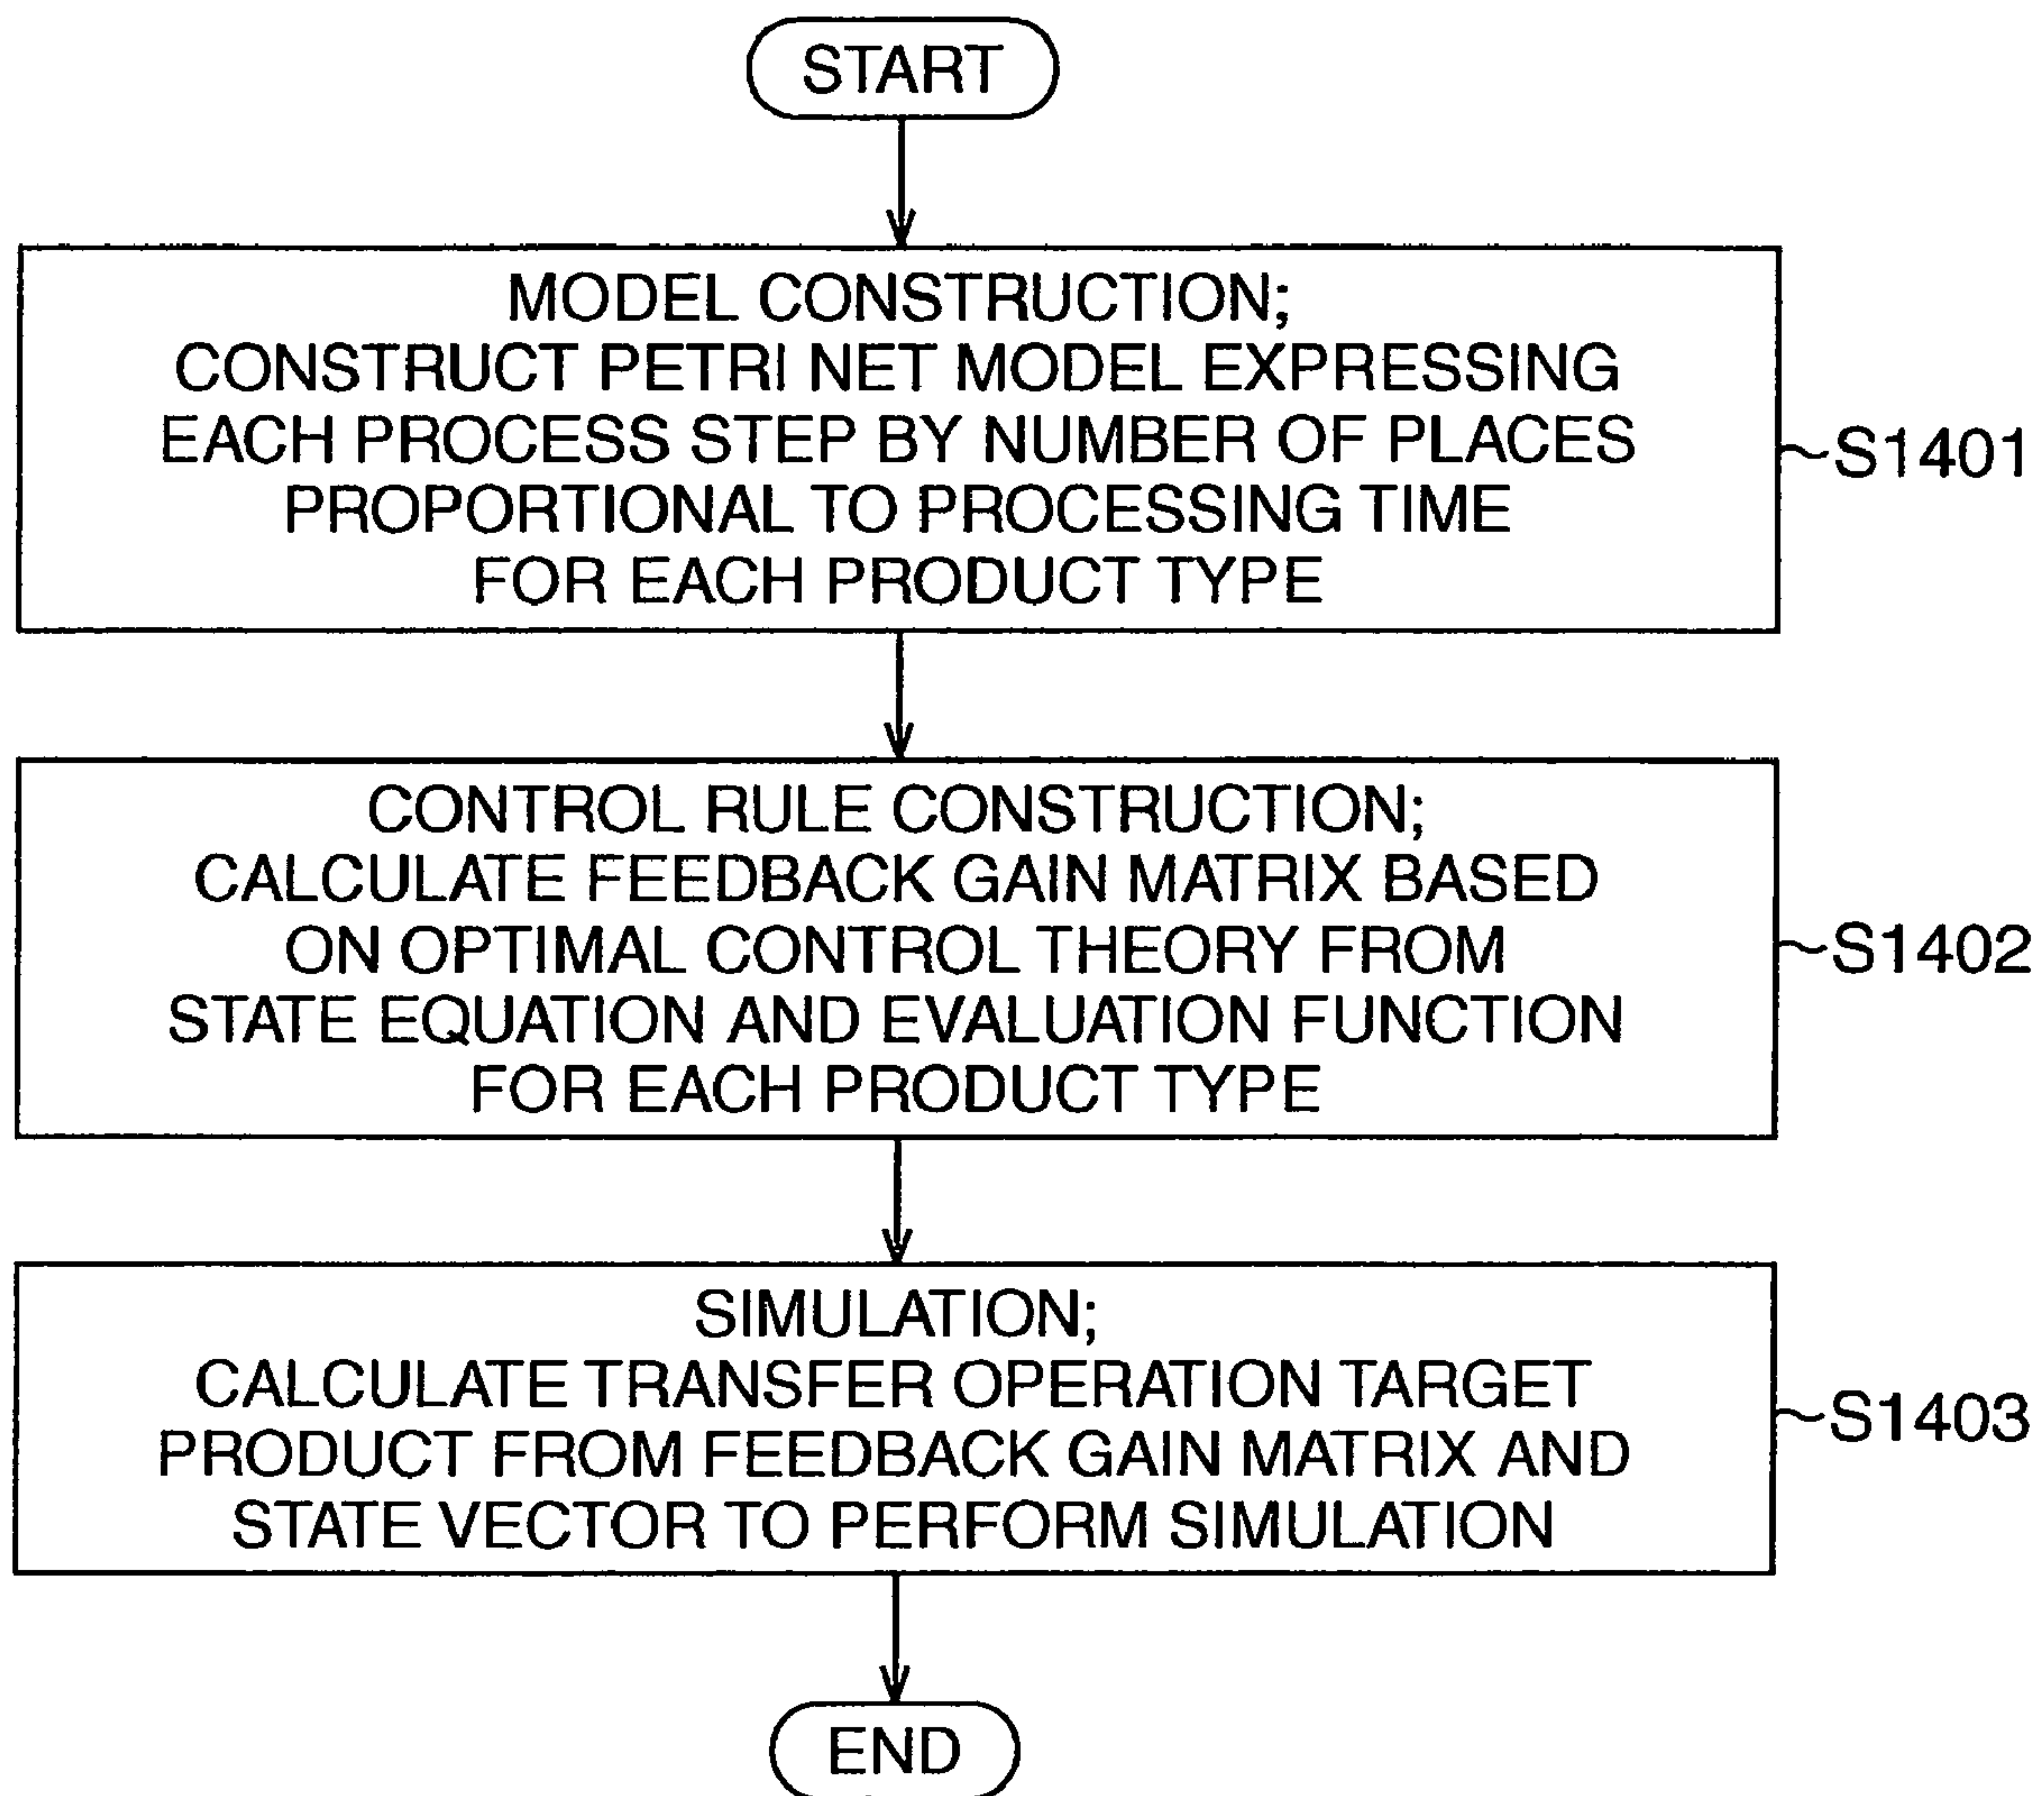 START
MODEL CONSTRUCTION;
CONSTRUCT PETRI NET MODEL EXPRESSING
EACH PROCESS STEP BY NUMBER OF PLACES
PROPORTIONAL TO PROCESSING TIME
FOR EACH PRODUCT TYPE
S1401
CONTROL RULE CONSTRUCTION;
CALCULATE FEEDBACK GAIN MATRIX BASED
ON OPTIMAL CONTROL THEORY FROM
STATE EQUATION AND EVALUATION FUNCTION
FOR EACH PRODUCT TYPE
S1402
SIMULATION;
CALCULATE TRANSFER OPERATION TARGET
PRODUCT FROM FEEDBACK GAIN MATRIX AND
STATE VECTOR TO PERFORM SIMULATION
S1403
END